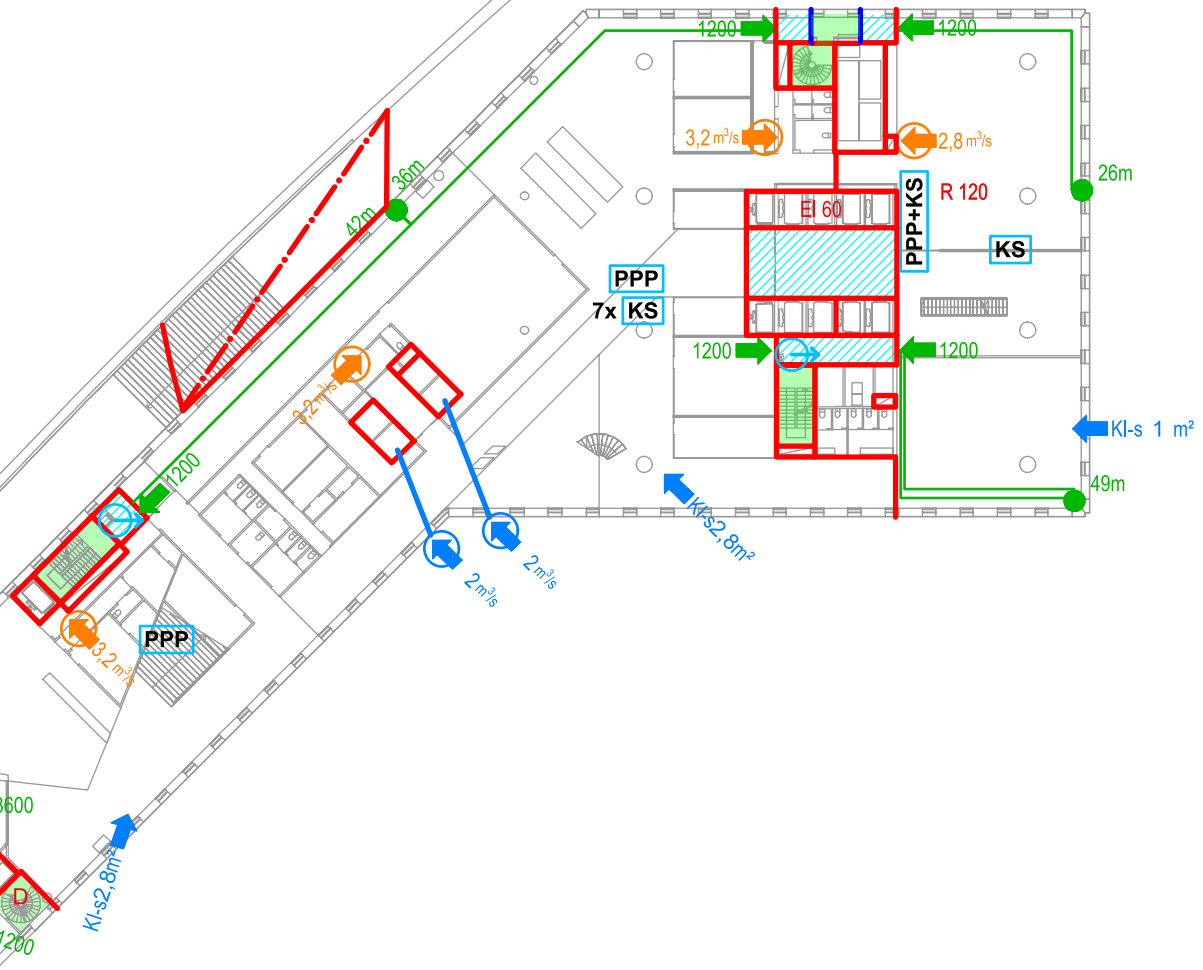 1200
1200
3,2 m³/s
2,8 m³/s
36m
26m
42m
EI 60
PPP+KS
R 120
KS
PPP
7x KS
1200
1200
3,2 m³/s
Kl-s 1 m²
1200
49m
Kl-s2,8m²
2 m³/s
2 m³/s
3,2 m³/s
PPP
3600
Kl-s2,8m²
D
1200